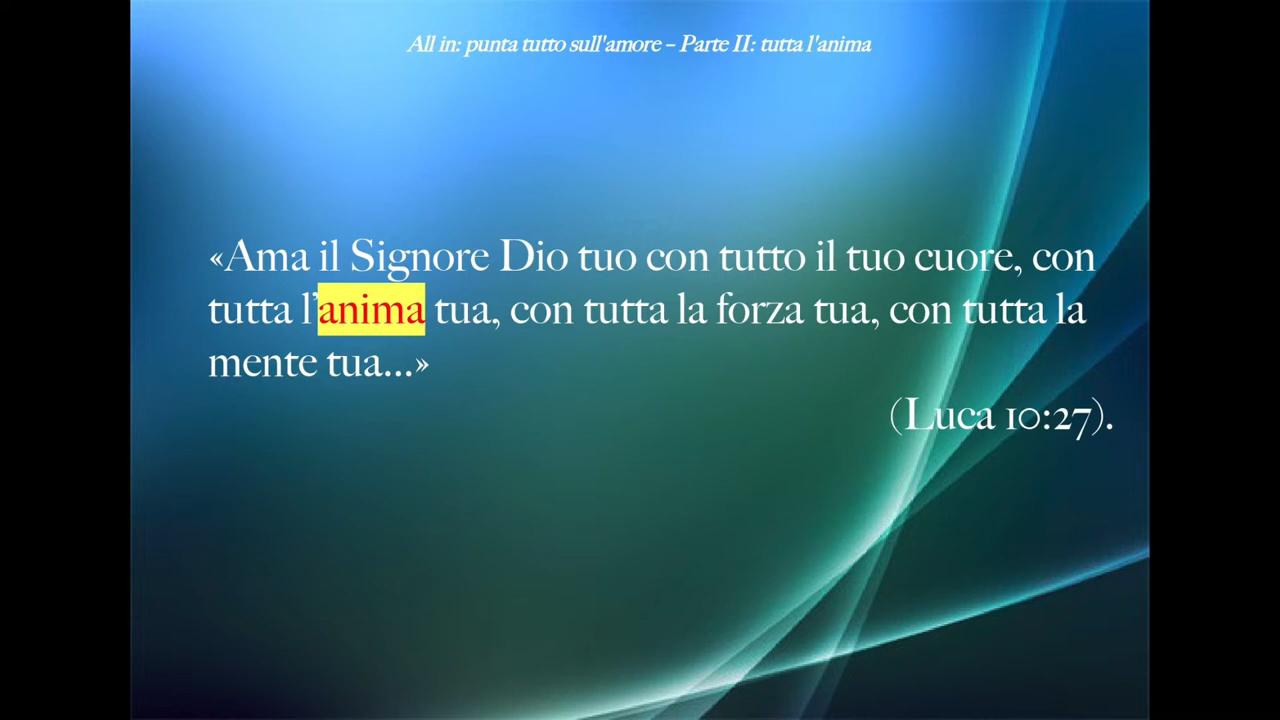 All in: punta tutto sull'amore – Parte II: tutta l'anima
«Ama il Signore Dio tuo con tutto il tuo cuore, con
tutta l’anima tua, con tutta la forza tua, con tutta la
mente tua...»
(Luca 10:27).